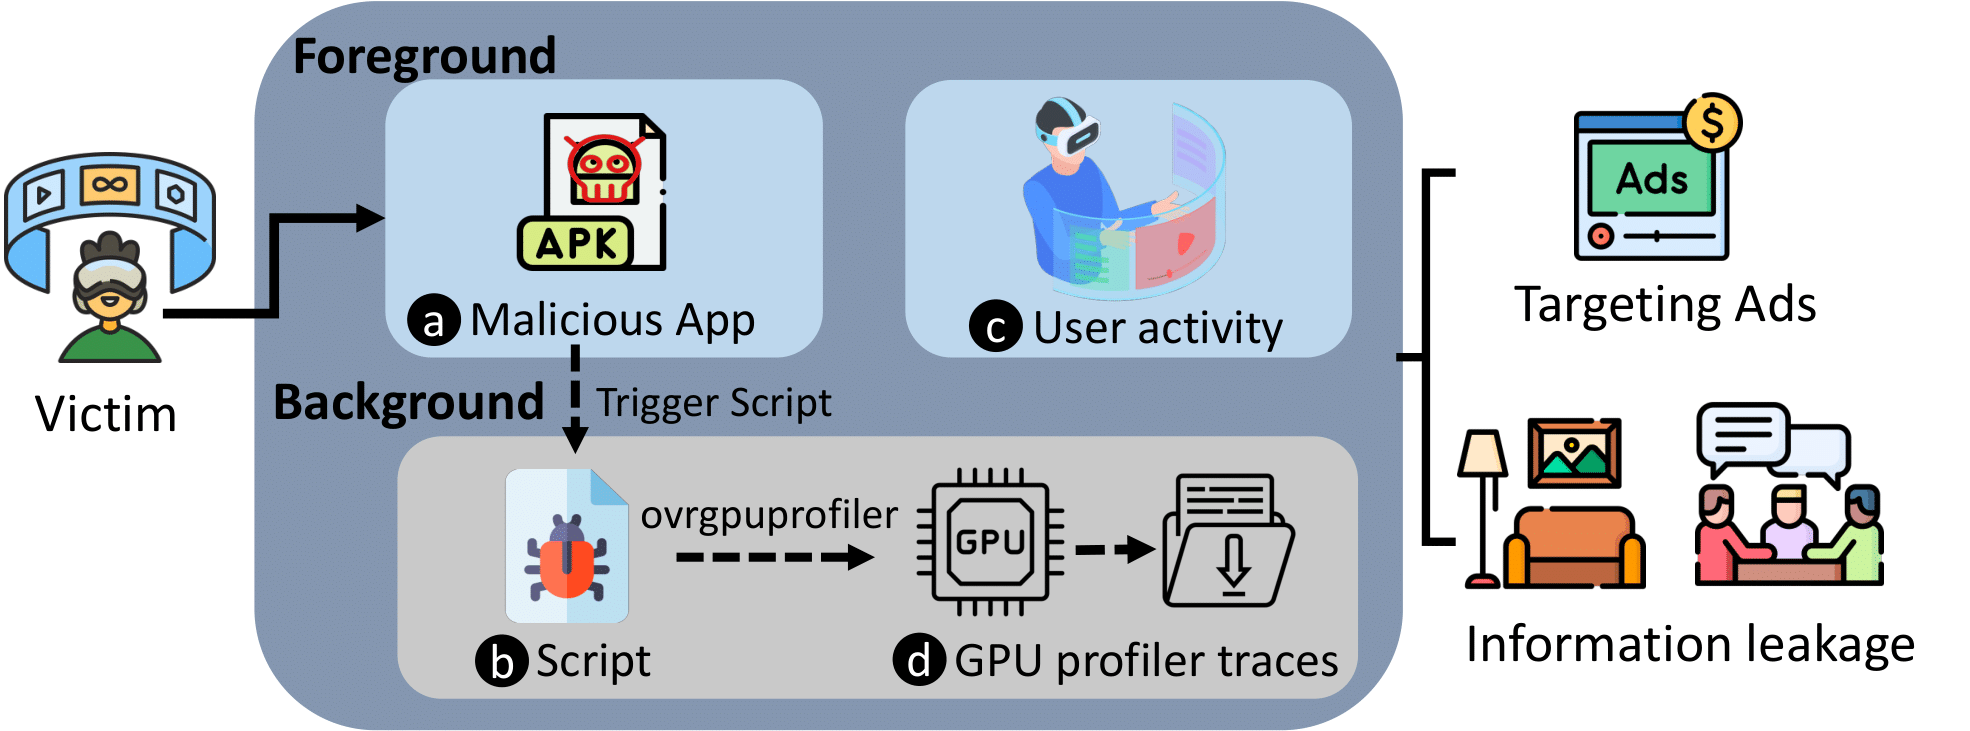 Foreground
APK
a Malicious App
c User activity
Victim
Background
Trigger Script
ovrgpuprofiler
GPU
b Script
d GPU profiler traces
$
Ads
Targeting Ads
Information leakage